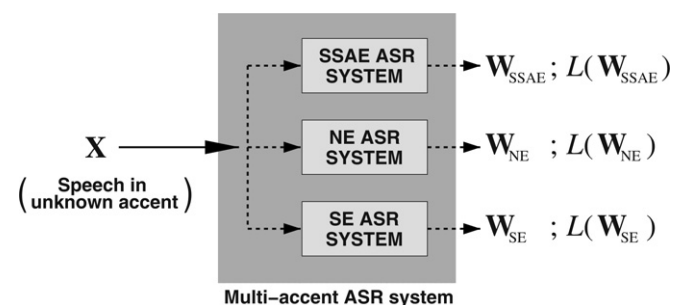 SSAE ASR
SYSTEM
W_SSAE ; L(W_SSAE)
X
NE ASR
SYSTEM
W_NE ; L(W_NE)
(Speech in
unknown accent)
SE ASR
SYSTEM
W_SE ; L(W_SE)
Multi–accent ASR system